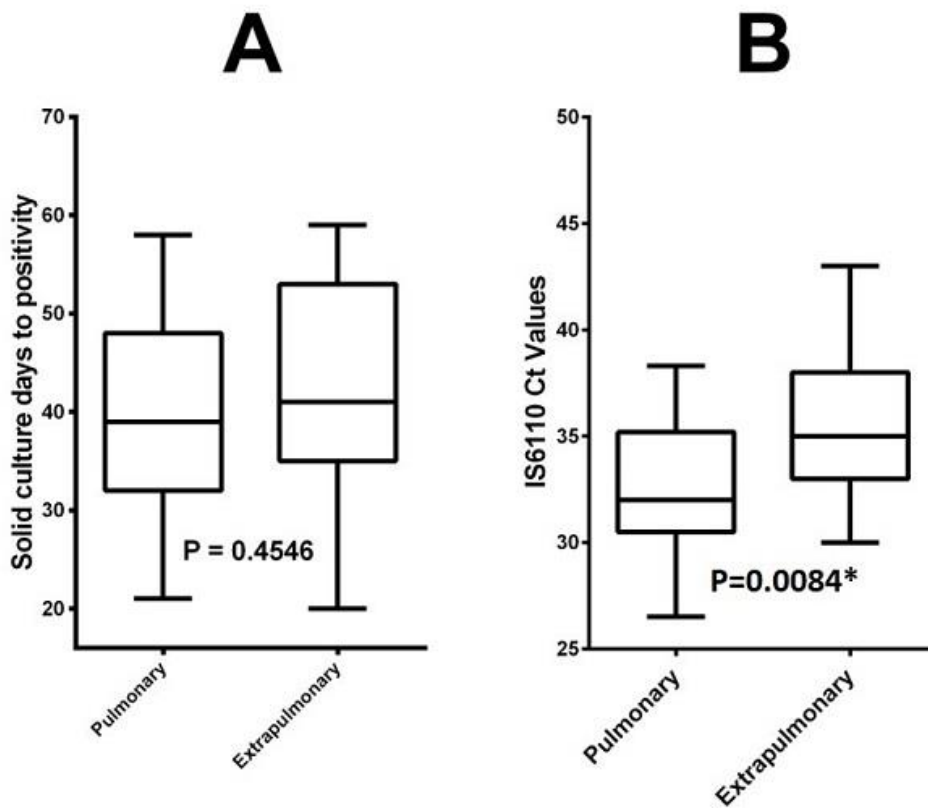 A
B
Solid culture days to positivity
70
60
50
40
30
20
P = 0.4546
Pulmonary
Extrapulmonary
IS6110 Ct Values
50
45
40
35
30
25
P=0.0084*
Pulmonary
Extrapulmonary